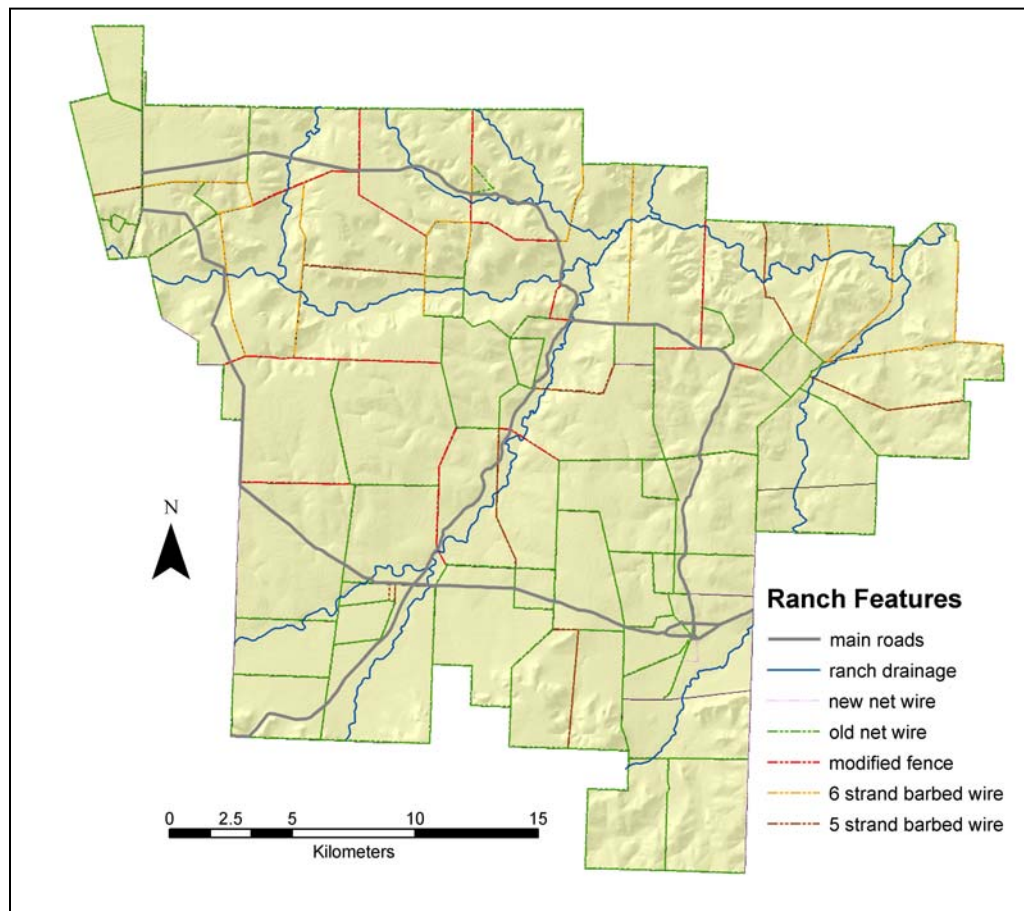 N
Ranch Features
main roads
ranch drainage
new net wire
old net wire
modified fence
6 strand barbed wire
5 strand barbed wire
0 2.5 5 10 15
Kilometers